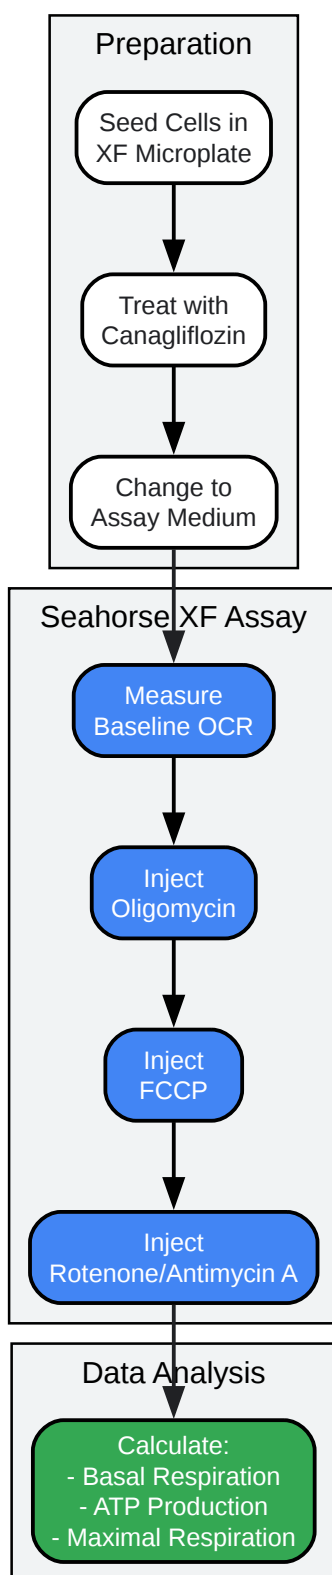 Preparation
Seed Cells in
XF Microplate
Treat with
Canagliflozin
Change to
Assay Medium
Seahorse XF Assay
Measure
Baseline OCR
Inject
Oligomycin
Inject
FCCP
Inject
Rotenone/Antimycin A
Data Analysis
Calculate:
- Basal Respiration
- ATP Production
- Maximal Respiration